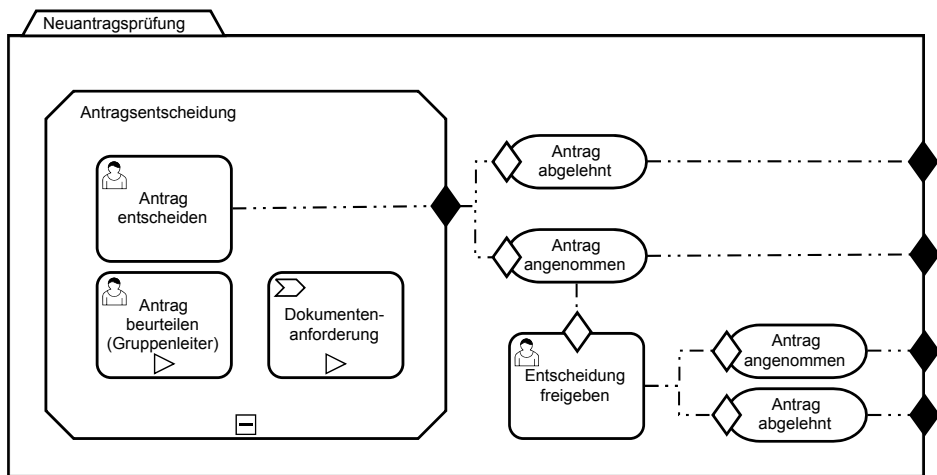 Neuantragsprüfung
Antragsentscheidung
Antrag
entscheiden
Antrag
beurteilen
(Gruppenleiter)
Dokumenten-
anforderung
Antrag
abgelehnt
Antrag
angenommen
Entscheidung
freigeben
Antrag
angenommen
Antrag
abgelehnt